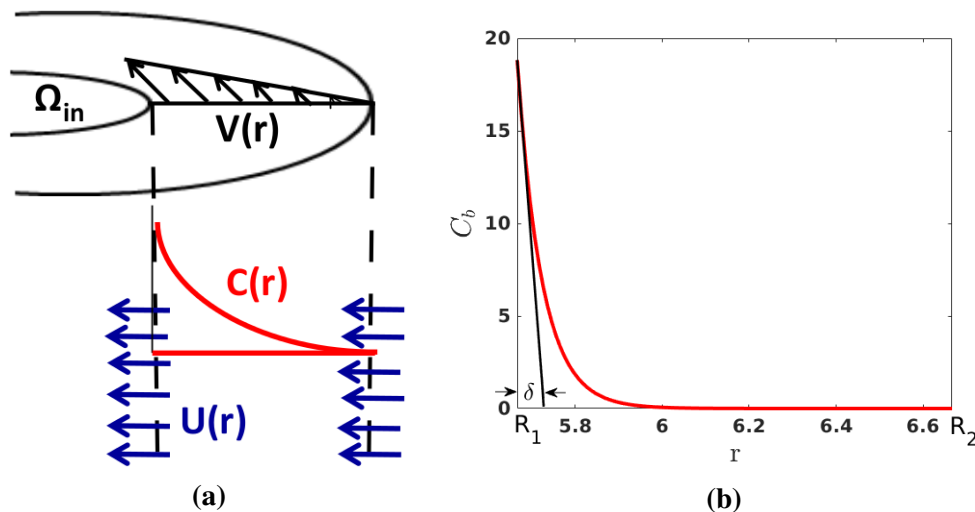 Ω_in
V(r)
C(r)
U(r)
(a)
20
15
10
5
0
C_b
δ
R_1 5.8 6 6.2 6.4 6.6 R_2
r
(b)